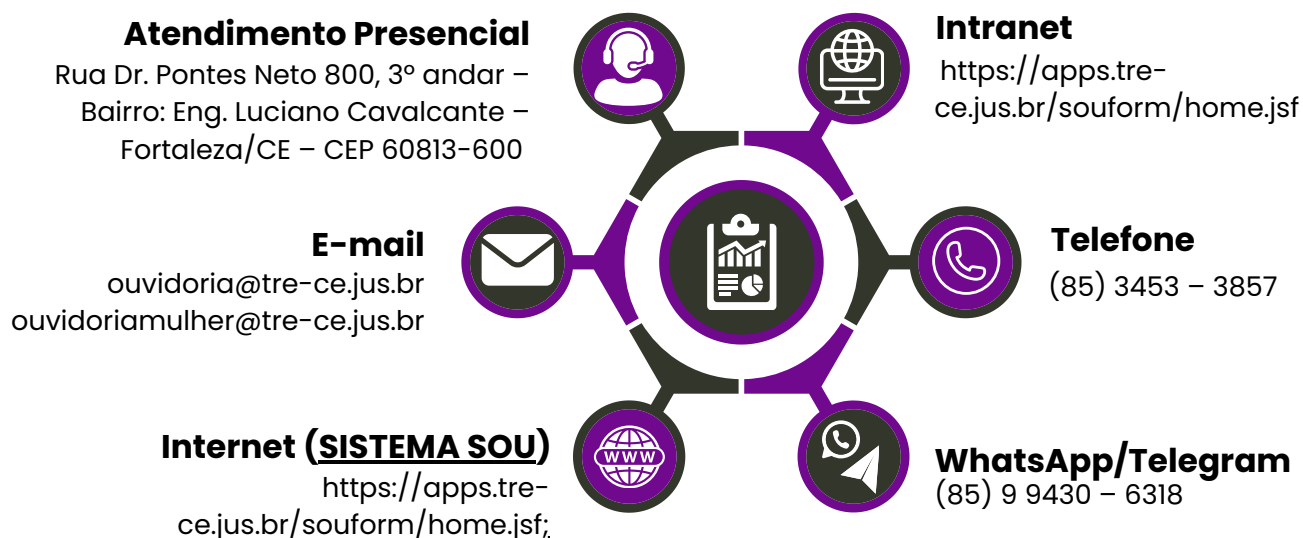 Atendimento Presencial
Rua Dr. Pontes Neto 800, 3º andar –
Bairro: Eng. Luciano Cavalcante –
Fortaleza/CE – CEP 60813-600
Intranet
https://apps.tre-
ce.jus.br/souform/home.jsf
E-mail
ouvidoria@tre-ce.jus.br
ouvidoriamulher@tre-ce.jus.br
Telefone
(85) 3453 – 3857
Internet (SISTEMA SOU)
https://apps.tre-
ce.jus.br/souform/home.jsf;
WWW
WhatsApp/Telegram
(85) 9 9430 – 6318